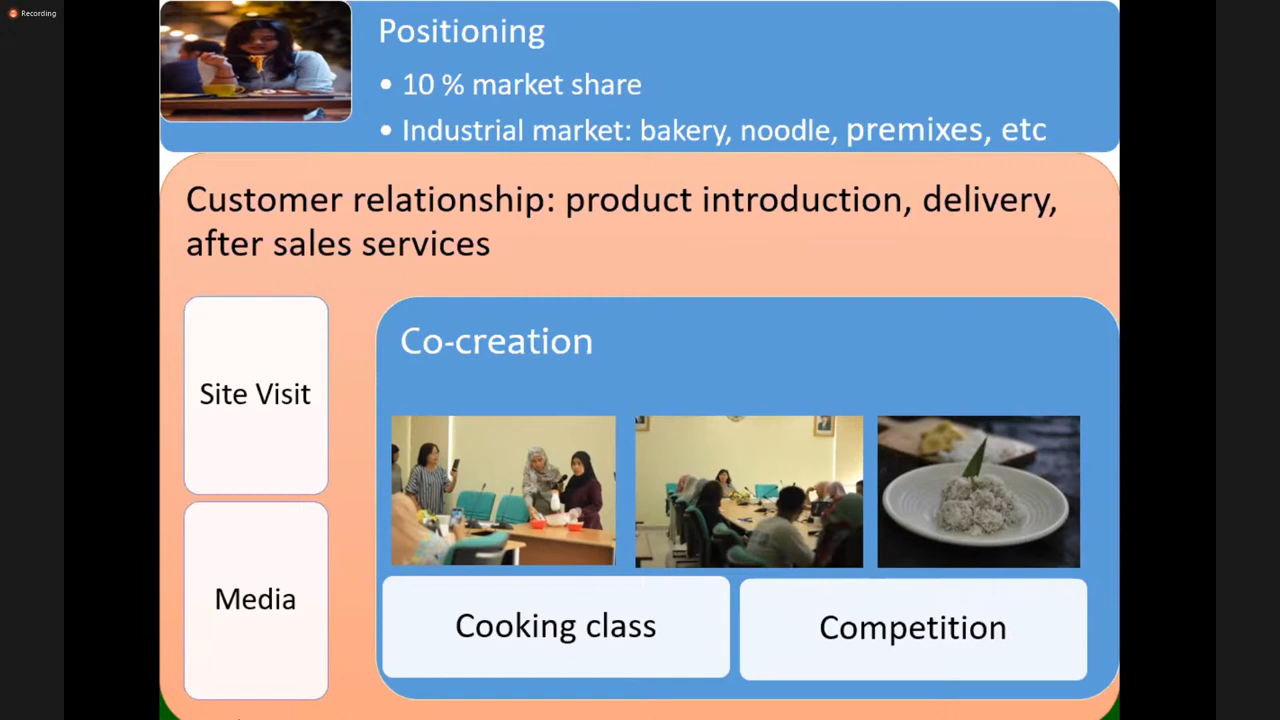 Recording
Positioning
• 10 % market share
• Industrial market: bakery, noodle, premixes, etc
Customer relationship: product introduction, delivery,
after sales services
Site Visit
Media
Co-creation
Cooking class
Competition